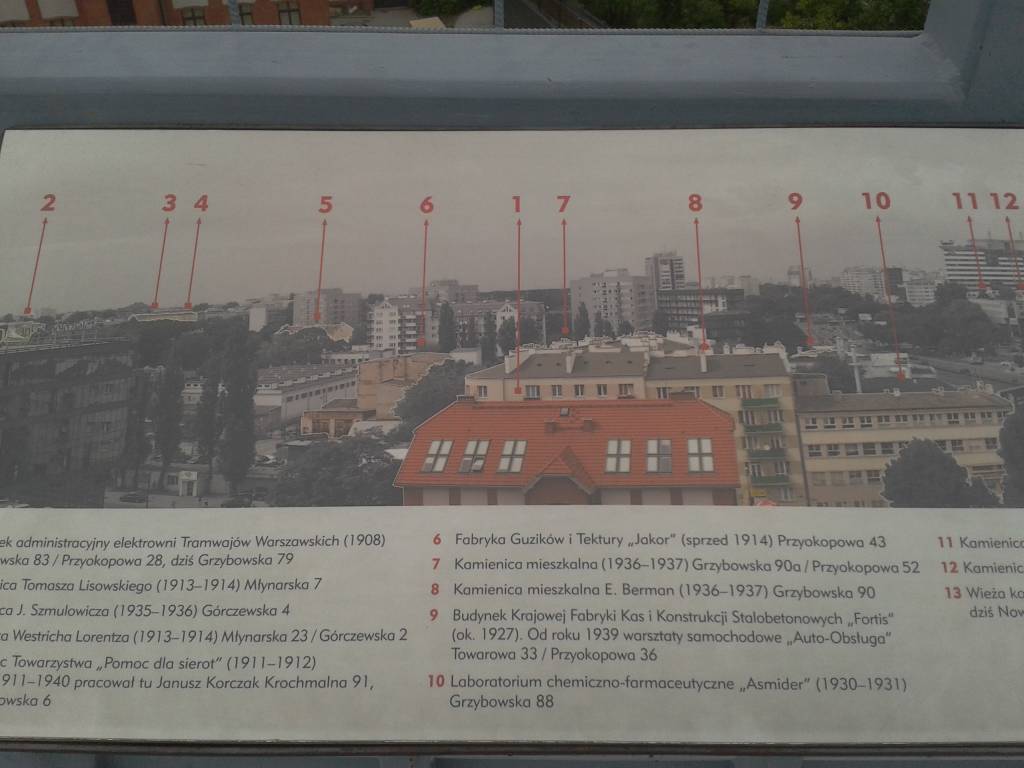 2
3
4
5
6
1
7
8
9
10
11
12
ek administracyjny elektrowni Tramwajów Warszawskich (1908)
wska 83 / Przyokopowa 28, dziś Grzybowska 79
ica Tomasza Lisowskiego (1913–1914) Młynarska 7
ca J. Szmulowicza (1935–1936) Górczewska 4
a Westricha Lorentza (1913–1914) Młynarska 23 / Górczewska 2
c Towarzystwa „Pomoc dla sierot” (1911–1912)
1911–1940 pracował tu Janusz Korczak Krochmalna 91,
owska 6
6 Fabryka Guzików i Tektury „Jakor” (sprzed 1914) Przyokopowa 43
7 Kamienica mieszkalna (1936–1937) Grzybowska 90a / Przyokopowa 52
8 Kamienica mieszkalna E. Berman (1936–1937) Grzybowska 90
9 Budynek Krajowej Fabryki Kas i Konstrukcji Stalobetonowych „Fortis”
(ok. 1927). Od roku 1939 warsztaty samochodowe „Auto-Obsługa”
Towarowa 33 / Przyokopowa 36
10 Laboratorium chemiczno-farmaceutyczne „Asmider” (1930–1931)
Grzybowska 88
11 Kamienica
12 Kamienic
13 Wieża ko
dziś Now